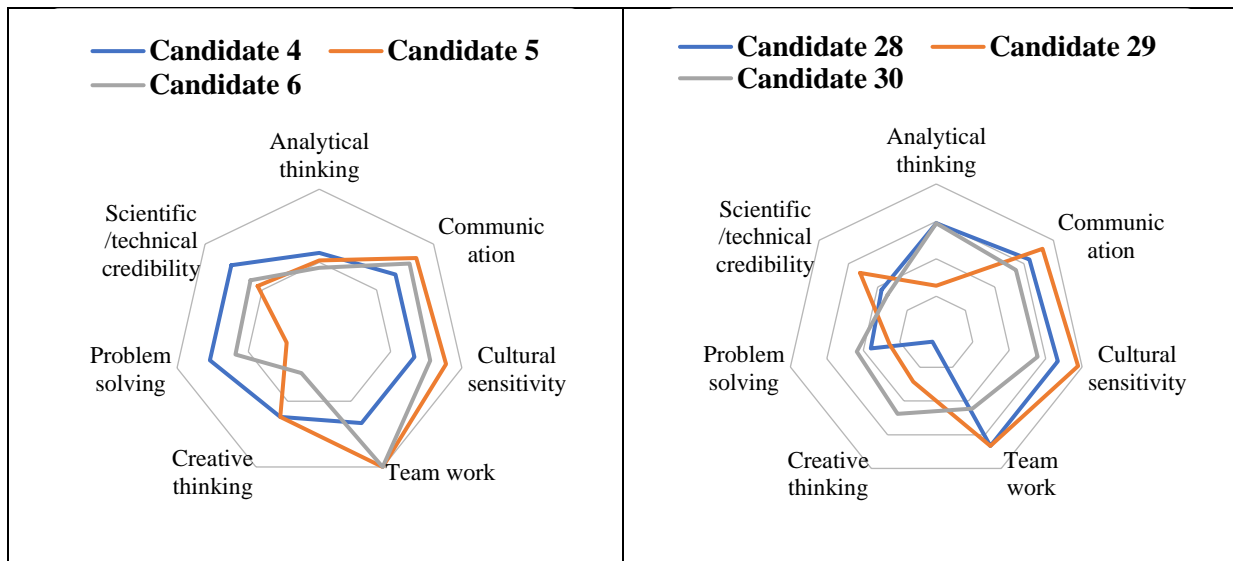 Candidate 4 Candidate 5
Candidate 6
Analytical
thinking
Scientific
/technical
credibility
Communic
ation
Problem
solving
Cultural
sensitivity
Creative
thinking
Team work
Candidate 28 Candidate 29
Candidate 30
Analytical
thinking
Scientific
/technical
credibility
Communic
ation
Problem
solving
Cultural
sensitivity
Creative
thinking
Team
work